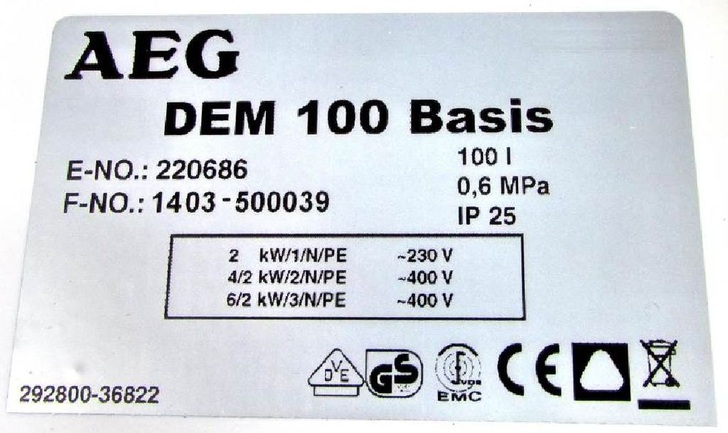 AEG
DEM 100 Basis
E-NO.: 220686
F-NO.: 1403-500039
100 l
0,6 MPa
IP 25
2 kW/1/N/PE ~230 V
4/2 kW/2/N/PE ~400 V
6/2 kW/3/N/PE ~400 V
292800-36822
DVE
GS
VDE
EMC
CE